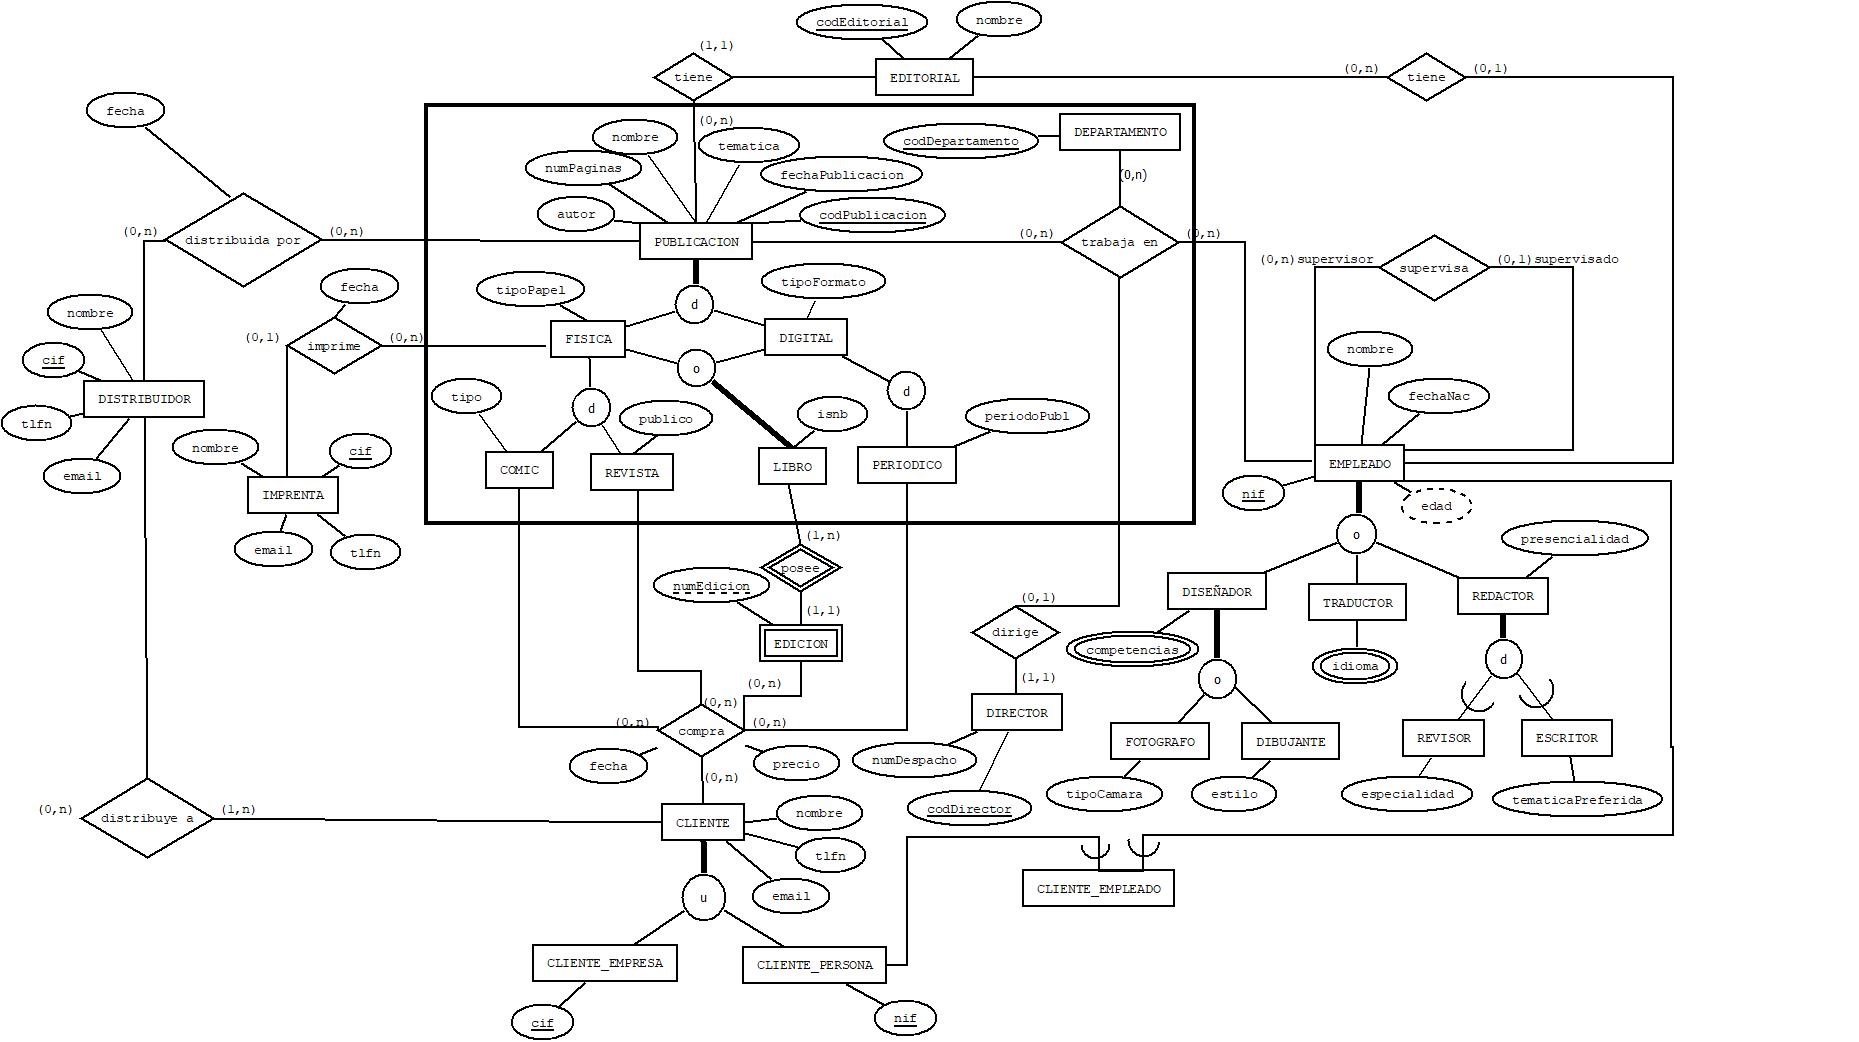 codEditorial
nombre
(1,1)
tiene
EDITORIAL
(0,n)
tiene
(0,1)
fecha
(0,n)
nombre
tematica
codDepartamento
DEPARTAMENTO
numPaginas
fechaPublicacion
(0,n)
autor
codPublicacion
(0,n)
distribuida por
(0,n)
PUBLICACION
(0,n)
trabaja en
(0,n)
(0,n)supervisor
supervisa
(0,1)supervisado
fecha
tipoPapel
d
tipoFormato
nombre
(0,1)
imprime
(0,n)
FISICA
DIGITAL
cif
o
nombre
DISTRIBUIDOR
tipo
d
d
fechaNac
tlfn
publico
isnb
periodoPubl
nombre
cif
email
COMIC
REVISTA
LIBRO
PERIODICO
EMPLEADO
IMPRENTA
nif
edad
email
tlfn
(1,n)
o
presencialidad
posee
numEdicion
(1,1)
(0,1)
DISEÑADOR
TRADUCTOR
REDACTOR
EDICION
dirige
competencias
idioma
d
(0,n)
(1,1)
o
(0,n)
(0,n)
compra
(0,n)
DIRECTOR
FOTOGRAFO
DIBUJANTE
REVISOR
ESCRITOR
fecha
precio
numDespacho
(0,n)
tipoCamara
estilo
especialidad
tematicaPreferida
(0,n)
distribuye a
(1,n)
CLIENTE
nombre
codDirector
tlfn
email
u
CLIENTE_EMPLEADO
CLIENTE_EMPRESA
CLIENTE_PERSONA
cif
nif